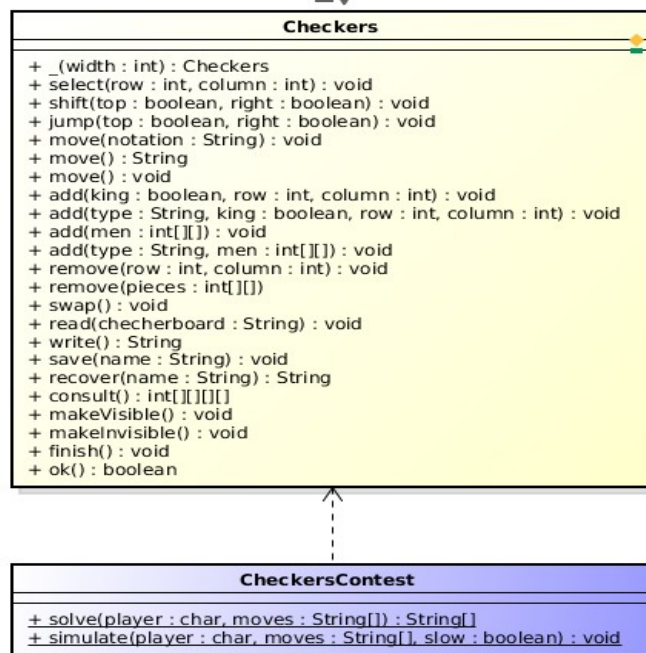 Checkers
+ _(width : int) : Checkers
+ select(row : int, column : int) : void
+ shift(top : boolean, right : boolean) : void
+ jump(top : boolean, right : boolean) : void
+ move(notation : String) : void
+ move() : String
+ move() : void
+ add(king : boolean, row : int, column : int) : void
+ add(type : String, king : boolean, row : int, column : int) : void
+ add(men : int[][]) : void
+ add(type : String, men : int[][]) : void
+ remove(row : int, column : int) : void
+ remove(pieces : int[][])
+ swap() : void
+ read(checherboard : String) : void
+ write() : String
+ save(name : String) : void
+ recover(name : String) : String
+ consult() : int[][][][]
+ makeVisible() : void
+ makeInvisible() : void
+ finish() : void
+ ok() : boolean
CheckersContest
+ solve(player : char, moves : String[]) : String[]
+ simulate(player : char, moves : String[], slow : boolean) : void